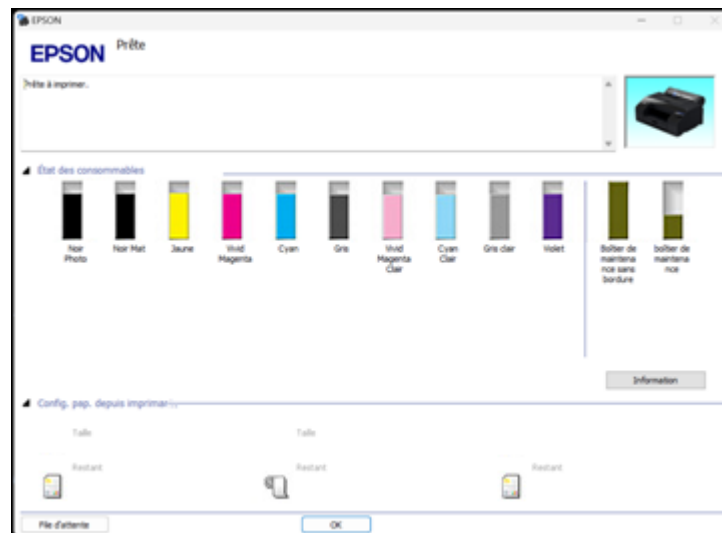 EPSON
EPSON
Prête
Prête à imprimer.
État des consommables
Noir
Photo
Noir Mat
Jaune
Vivid
Magenta
Cyan
Gris
Vivid
Magenta
Clair
Cyan
Clair
Gris clair
Violet
Boîtier de
maintena
nce sans
bordure
boîtier de
maintena
nce
Information
Config. pap. depuis imprimar...
Taille
Taille
Restant
Restant
Restant
File d'attente
OK